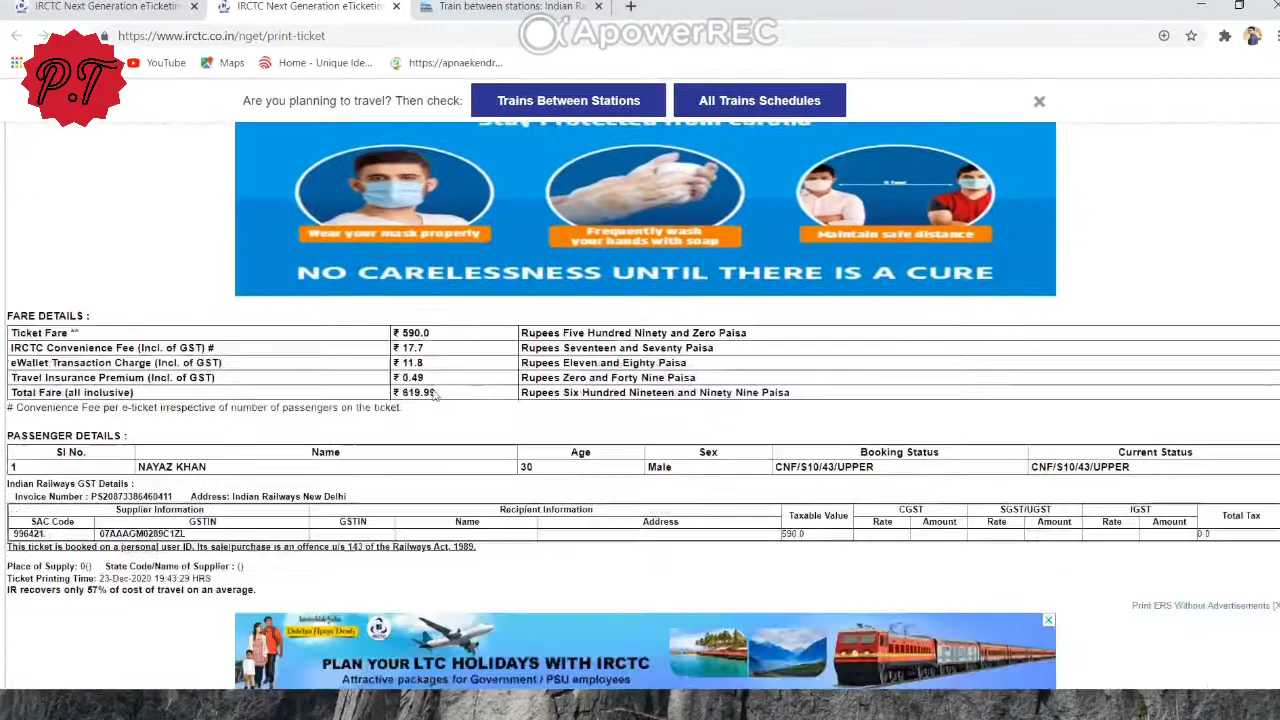 IRCTC Next Generation eTicketin × IRCTC Next Generation eTicketin × Train between stations: Indian Ra ×
ApowerREC
https://www.irctc.co.in/nget/print-ticket
P.T
YouTube Maps Home - Unique Ide... https://apnaekendr...
Are you planning to travel? Then check: Trains Between Stations All Trains Schedules
Stay Protected from Corona
Wear your mask properly
Frequently wash
your hands with soap
Maintain safe distance
NO CARELESSNESS UNTIL THERE IS A CURE
FARE DETAILS :
Ticket Fare ** ₹ 590.0 Rupees Five Hundred Ninety and Zero Paisa
IRCTC Convenience Fee (Incl. of GST) # ₹ 17.7 Rupees Seventeen and Seventy Paisa
eWallet Transaction Charge (Incl. of GST) ₹ 11.8 Rupees Eleven and Eighty Paisa
Travel Insurance Premium (Incl. of GST) ₹ 0.49 Rupees Zero and Forty Nine Paisa
Total Fare (all inclusive) ₹ 619.99 Rupees Six Hundred Nineteen and Ninety Nine Paisa
# Convenience Fee per e-ticket irrespective of number of passengers on the ticket.
PASSENGER DETAILS :
Sl No. Name Age Sex Booking Status Current Status
1 NAYAZ KHAN 30 Male CNF/S10/43/UPPER CNF/S10/43/UPPER
Indian Railways GST Details :
Invoice Number : PS20873386460411 Address: Indian Railways New Delhi
Supplier Information Recipient Information Taxable Value CGST SGST/UGST IGST Total Tax
SAC Code GSTIN GSTIN Name Address Rate Amount Rate Amount Rate Amount
996421 07AAAGM0289C1ZL 590.0 0.0
This ticket is booked on a personal user ID. Its sale/purchase is an offence u/s 143 of the Railways Act, 1989.
Place of Supply: 0() State Code/Name of Supplier : ()
Ticket Printing Time: 23-Dec-2020 19:43:29 HRS
IR recovers only 57% of cost of travel on an average.
Print ERS Without Advertisements [X
PLAN YOUR LTC HOLIDAYS WITH IRCTC
Attractive packages for Government / PSU employees